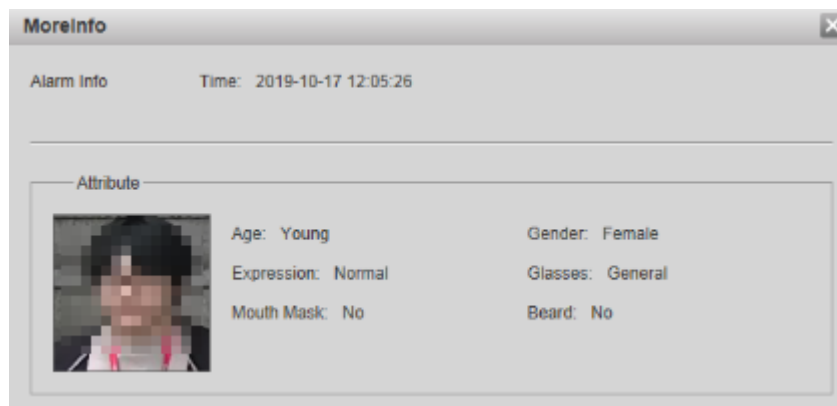 MoreInfo
Alarm Info Time: 2019-10-17 12:05:26
Attribute
Age: Young Gender: Female
Expression: Normal Glasses: General
Mouth Mask: No Beard: No